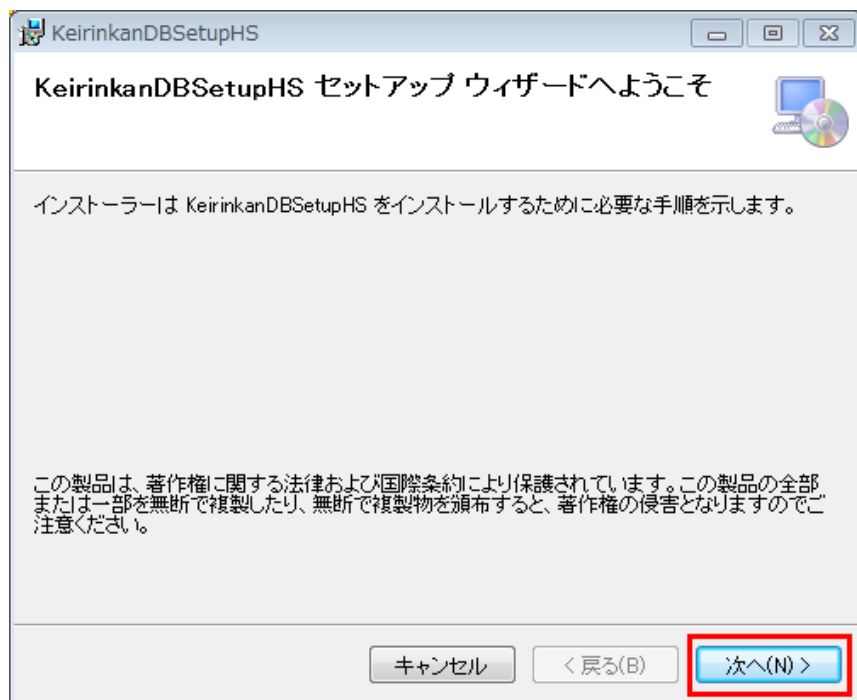 KeirinkanDBSetupHS
KeirinkanDBSetupHS セットアップ ウィザードへようこそ
インストーラーは KeirinkanDBSetupHS をインストールするために必要な手順を示します。
この製品は、著作権に関する法律および国際条約により保護されています。この製品の全部
または一部を無断で複製したり、無断で複製物を頒布すると、著作権の侵害となりますのでご
注意ください。
キャンセル
< 戻る(B)
次へ(N) >